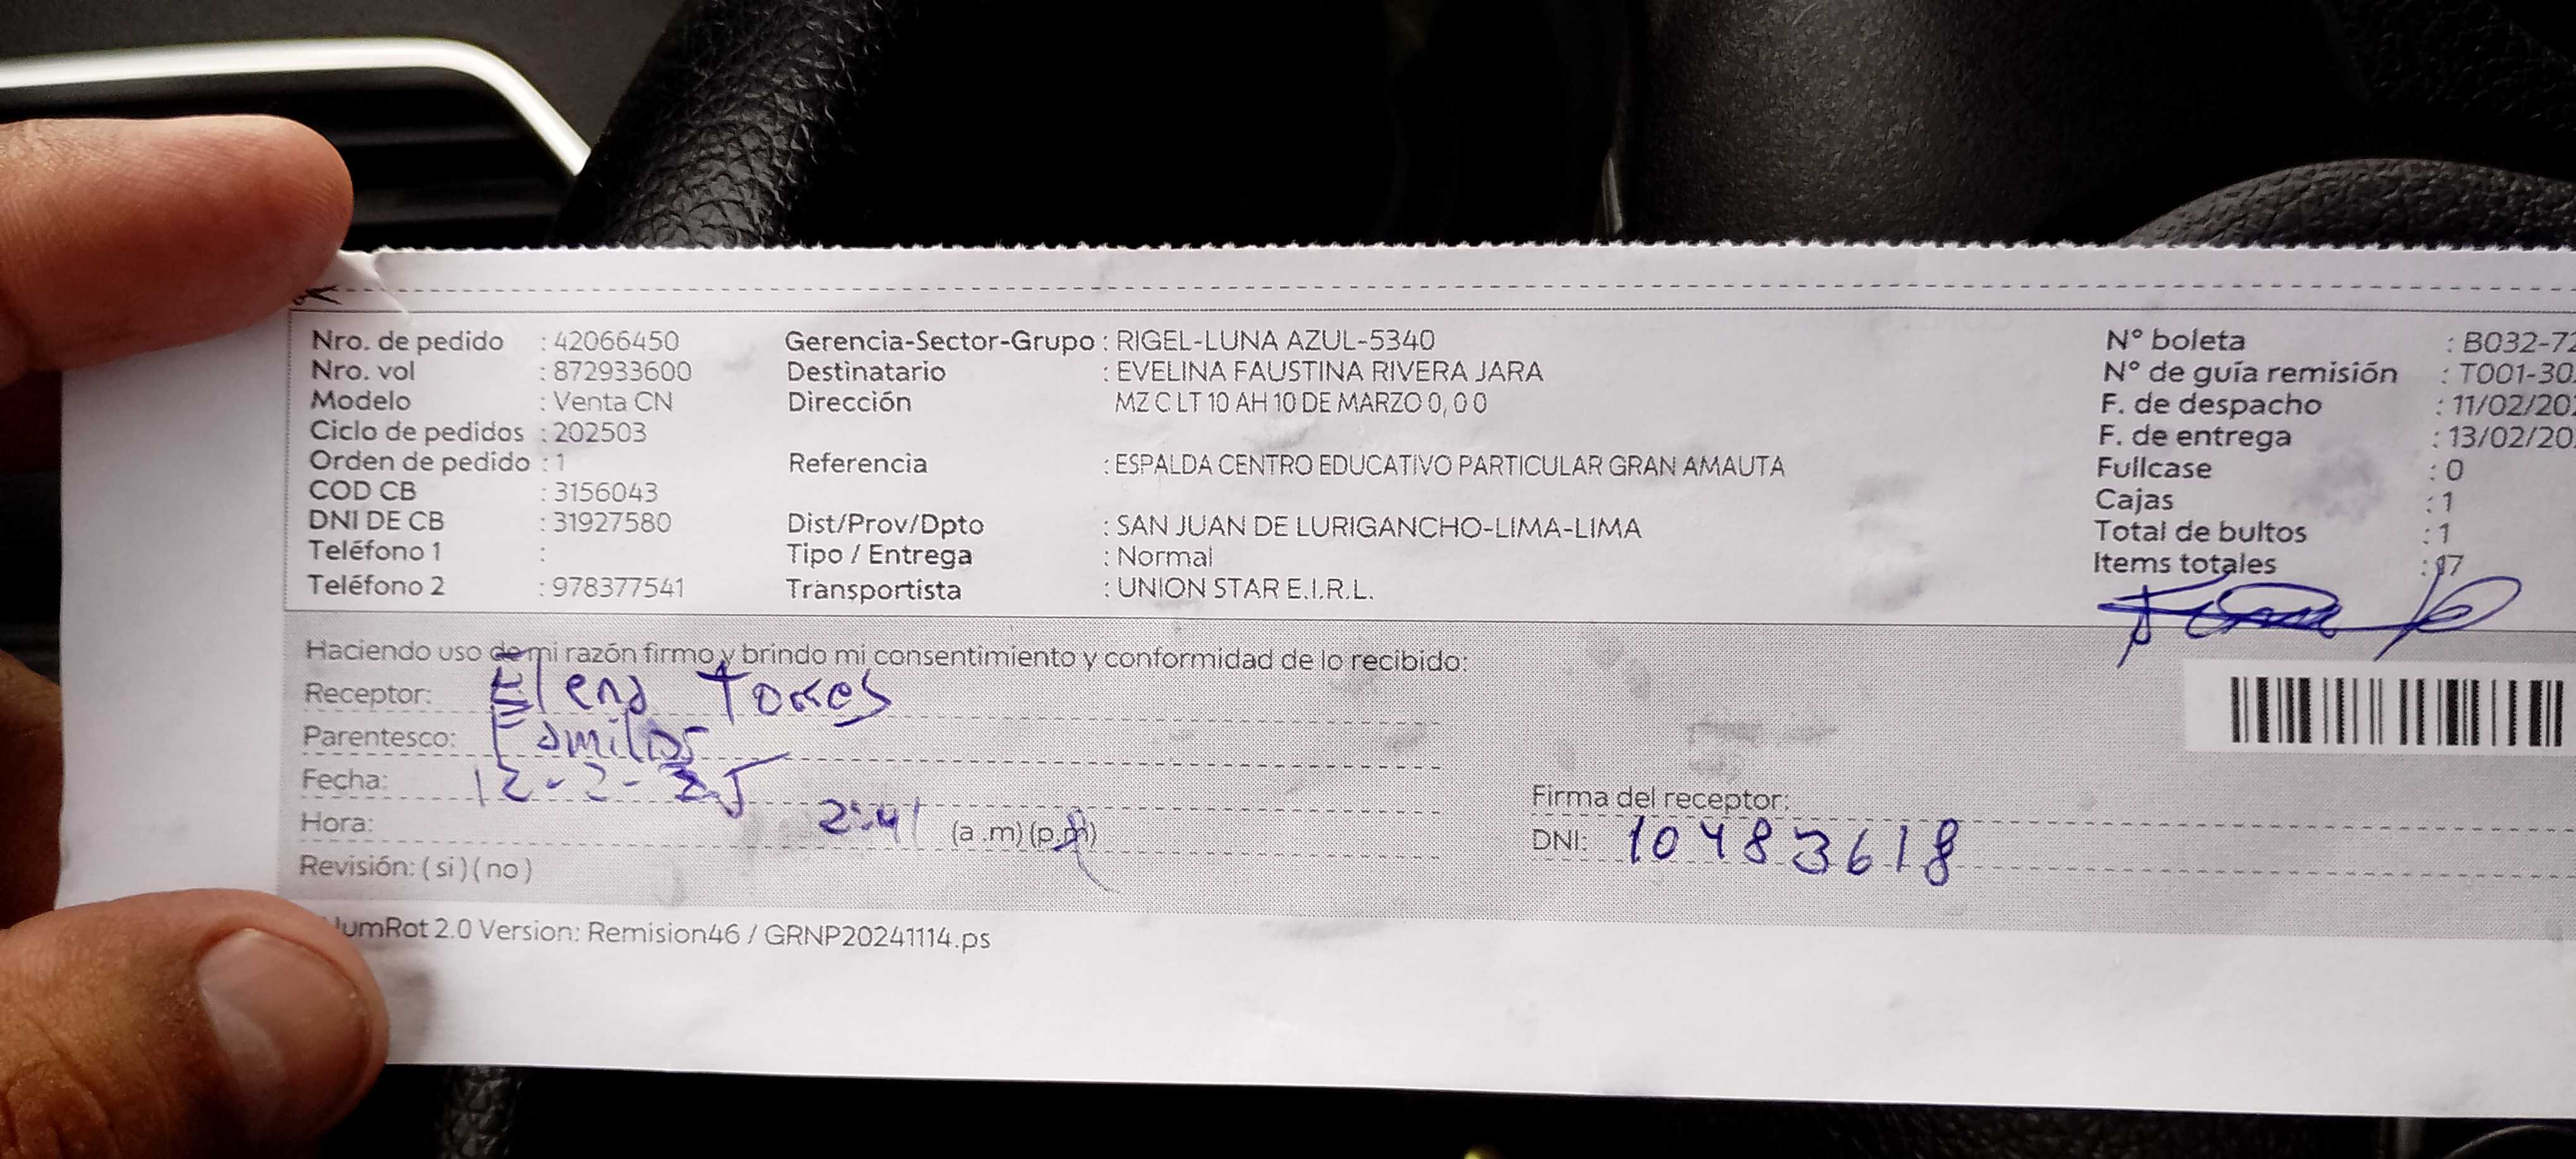 Nro. de pedido : 42066450
Nro. vol : 872933600
Modelo : Venta CN
Ciclo de pedidos : 202503
Orden de pedido : 1
COD CB : 3156043
DNI DE CB : 31927580
Teléfono 1 :
Teléfono 2 : 978377541
Gerencia-Sector-Grupo : RIGEL-LUNA AZUL-5340
Destinatario : EVELINA FAUSTINA RIVERA JARA
Dirección MZ C LT 10 AH 10 DE MARZO 0, 0 0
Referencia : ESPALDA CENTRO EDUCATIVO PARTICULAR GRAN AMAUTA
Dist/Prov/Dpto : SAN JUAN DE LURIGANCHO-LIMA-LIMA
Tipo / Entrega : Normal
Transportista : UNION STAR E.I.R.L.
N° boleta : B032-72
N° de guía remisión : T001-30
F. de despacho : 11/02/20
F. de entrega : 13/02/20
Fullcase : 0
Cajas : 1
Total de bultos : 1
Items totales : 17
Haciendo uso de mi razón firmo y brindo mi consentimiento y conformidad de lo recibido:
Receptor: Elena Torres
Parentesco: Familiar
Fecha: 12-2-25
Hora: 2:41 (a .m) (p.m)
Revisión: ( si ) ( no )
Firma del receptor:
DNI: 10483618
umRot 2.0 Version: Remision46 / GRNP20241114.ps